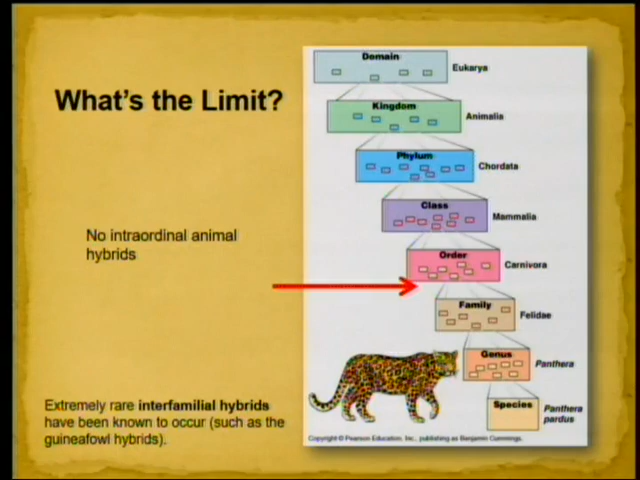 What's the Limit?
No intraordinal animal
hybrids
Extremely rare interfamilial hybrids
have been known to occur (such as the
guineafowl hybrids).
Domain
Eukarya
Kingdom
Animalia
Phylum
Chordata
Class
Mammalia
Order
Carnivora
Family
Felidae
Genus
Panthera
Species
Panthera
pardus
Copyright © Pearson Education, Inc., publishing as Benjamin Cummings.